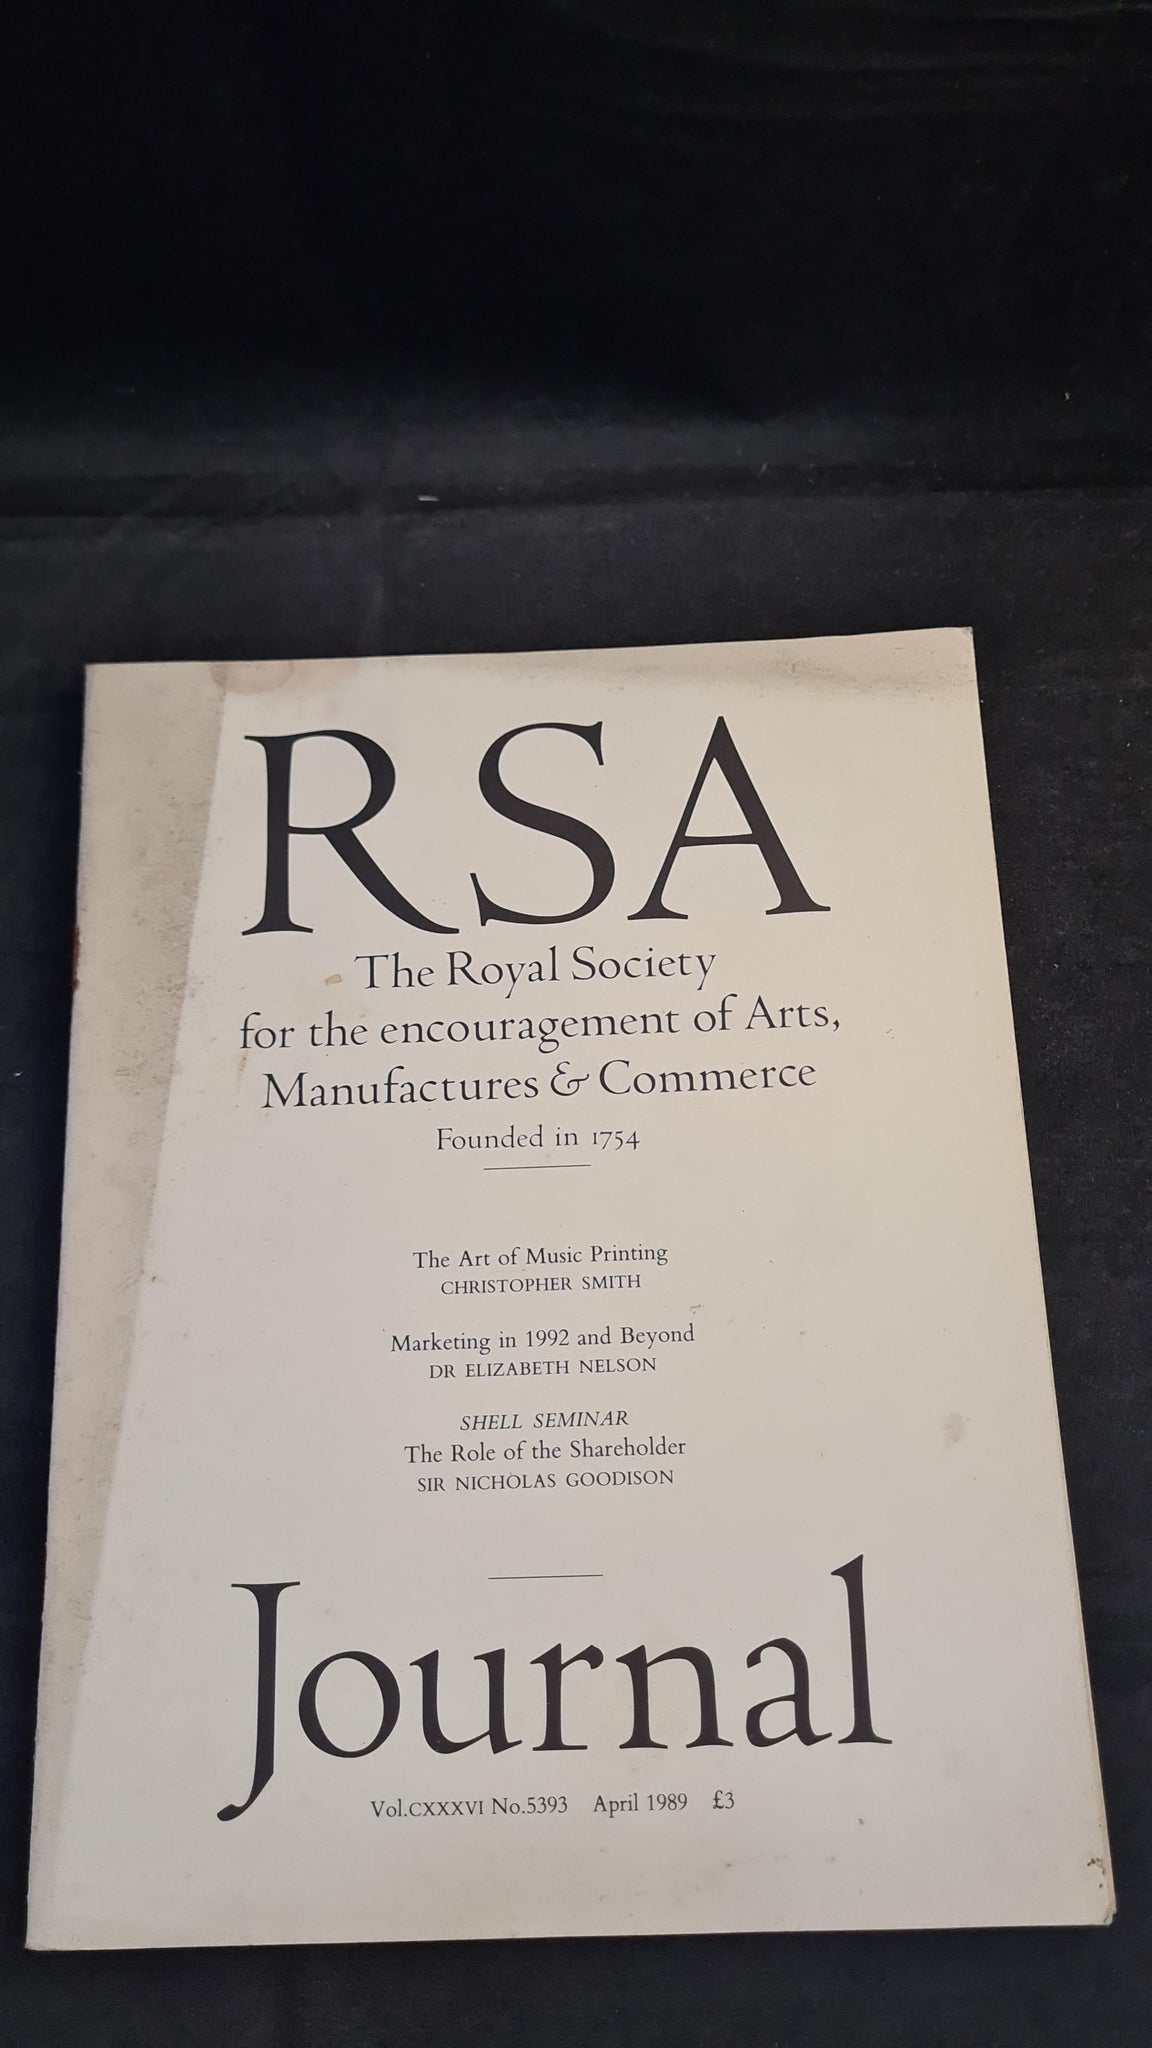 RSA
The Royal Society
for the encouragement of Arts,
Manufactures & Commerce
Founded in 1754
The Art of Music Printing
CHRISTOPHER SMITH
Marketing in 1992 and Beyond
DR ELIZABETH NELSON
SHELL SEMINAR
The Role of the Shareholder
SIR NICHOLAS GOODISON
Journal
Vol.CXXXVI No.5393 April 1989 £3